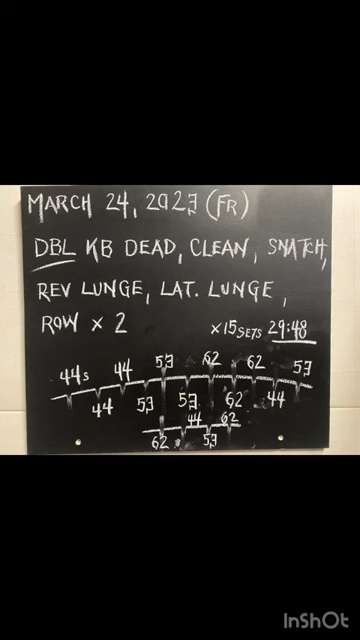 MARCH 24, 2023 (FR)
DBL KB DEAD, CLEAN, SNATCH,
REV LUNGE, LAT. LUNGE,
ROW x 2 x15 SETS 29:48
44s 44 53 62 62 53
44 53 53 62 44
44 62
62 53
InShOt